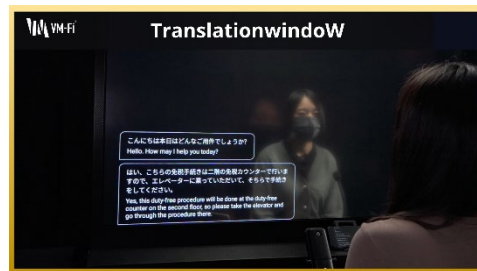 VM-Fi
TranslationwindoW
こんにちは本日はどんなご用件でしょうか?
Hello. How may I help you today?
はい、こちらの免税手続きは二階の免税カウンターで行いま
すので、エレベーターに乗っていただいて、そちらで手続き
をしてください。
Yes, this duty-free procedure will be done at the duty-free
counter on the second floor, so please take the elevator and
go through the procedure there.